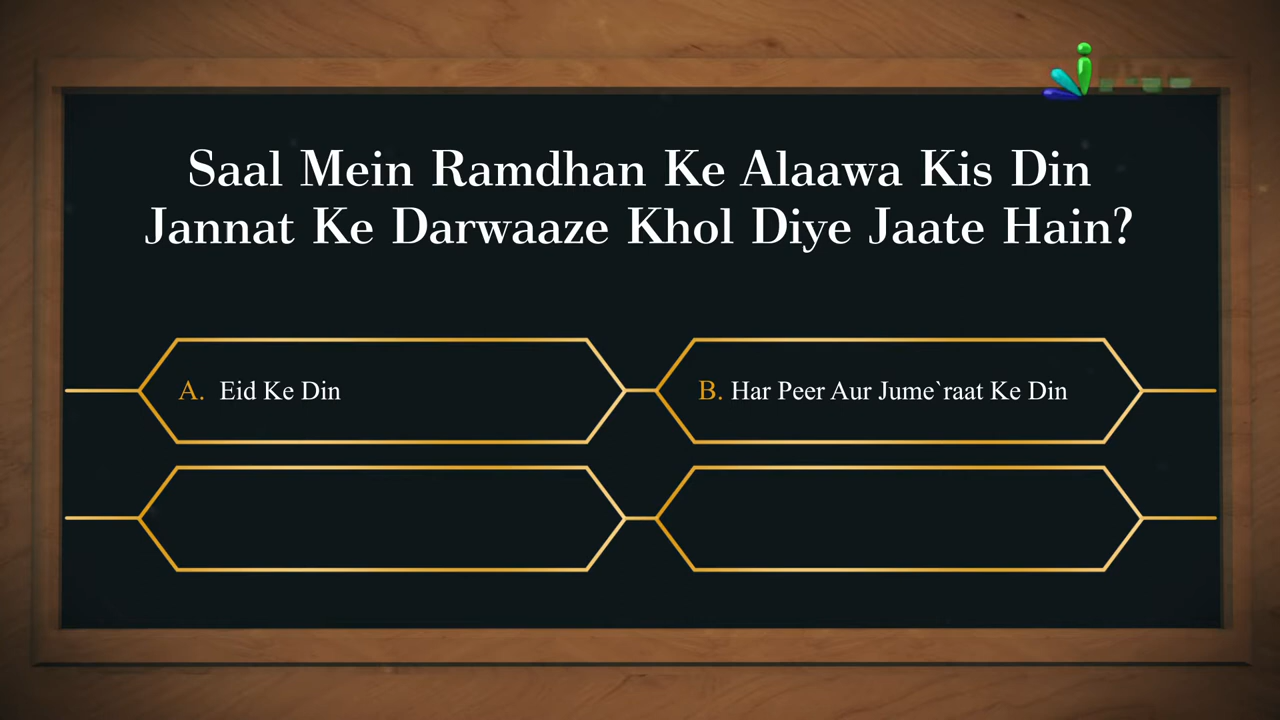 Saal Mein Ramdhan Ke Alaawa Kis Din
Jannat Ke Darwaaze Khol Diye Jaate Hain?
A. Eid Ke Din
B. Har Peer Aur Jume`raat Ke Din